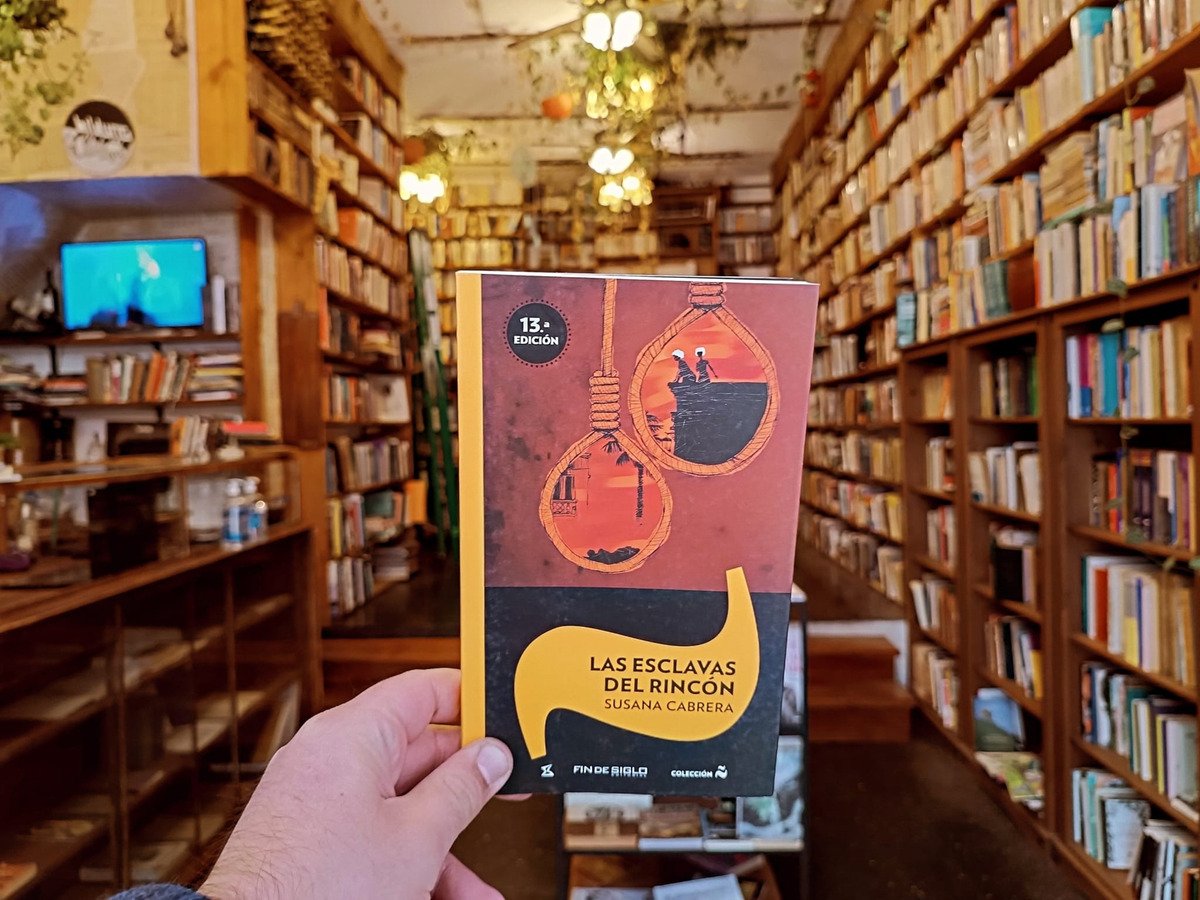 13.ª
EDICIÓN
LAS ESCLAVAS
DEL RINCÓN
SUSANA CABRERA
FIN DE SIGLO
COLECCIÓN Ñ